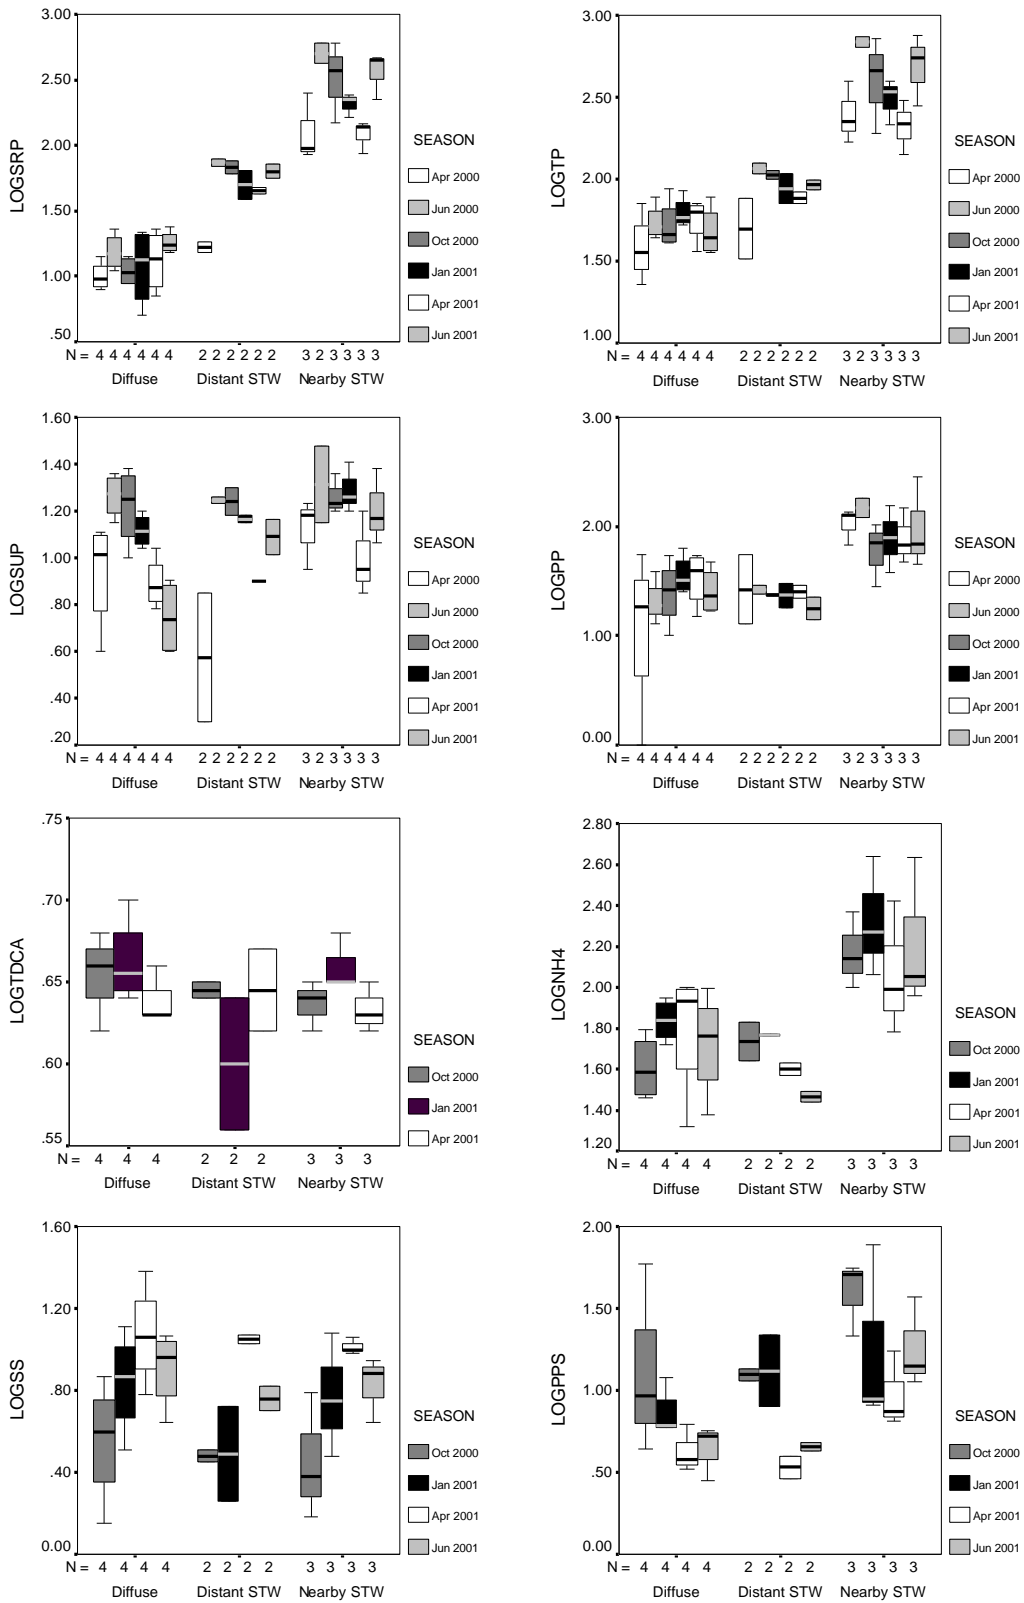 3.00
2.50
2.00
1.50
1.00
.50
LOGSRP
N = 4 4 4 4 4 4 2 2 2 2 2 2 3 2 3 3 3 3
Diffuse Distant STW Nearby STW
SEASON
Apr 2000
Jun 2000
Oct 2000
Jan 2001
Apr 2001
Jun 2001
3.00
2.50
2.00
1.50
1.00
LOGTP
N = 4 4 4 4 4 4 2 2 2 2 2 2 3 2 3 3 3 3
Diffuse Distant STW Nearby STW
SEASON
Apr 2000
Jun 2000
Oct 2000
Jan 2001
Apr 2001
Jun 2001
1.60
1.40
1.20
1.00
.80
.60
.40
.20
LOGSUP
N = 4 4 4 4 4 4 2 2 2 2 2 2 3 2 3 3 3 3
Diffuse Distant STW Nearby STW
SEASON
Apr 2000
Jun 2000
Oct 2000
Jan 2001
Apr 2001
Jun 2001
3.00
2.00
1.00
0.00
LOGPP
N = 4 4 4 4 4 4 2 2 2 2 2 2 3 2 3 3 3 3
Diffuse Distant STW Nearby STW
SEASON
Apr 2000
Jun 2000
Oct 2000
Jan 2001
Apr 2001
Jun 2001
.75
.70
.65
.60
.55
LOGTDCA
N = 4 4 4 2 2 2 3 3 3
Diffuse Distant STW Nearby STW
SEASON
Oct 2000
Jan 2001
Apr 2001
2.80
2.60
2.40
2.20
2.00
1.80
1.60
1.40
1.20
LOGNH4
N = 4 4 4 4 2 2 2 2 3 3 3 3
Diffuse Distant STW Nearby STW
SEASON
Oct 2000
Jan 2001
Apr 2001
Jun 2001
1.60
1.20
.80
.40
0.00
LOGSS
N = 4 4 4 4 2 2 2 2 3 3 3 3
Diffuse Distant STW Nearby STW
SEASON
Oct 2000
Jan 2001
Apr 2001
Jun 2001
2.00
1.50
1.00
.50
0.00
LOGPPS
N = 4 4 4 4 2 2 2 2 3 3 3 3
Diffuse Distant STW Nearby STW
SEASON
Oct 2000
Jan 2001
Apr 2001
Jun 2001